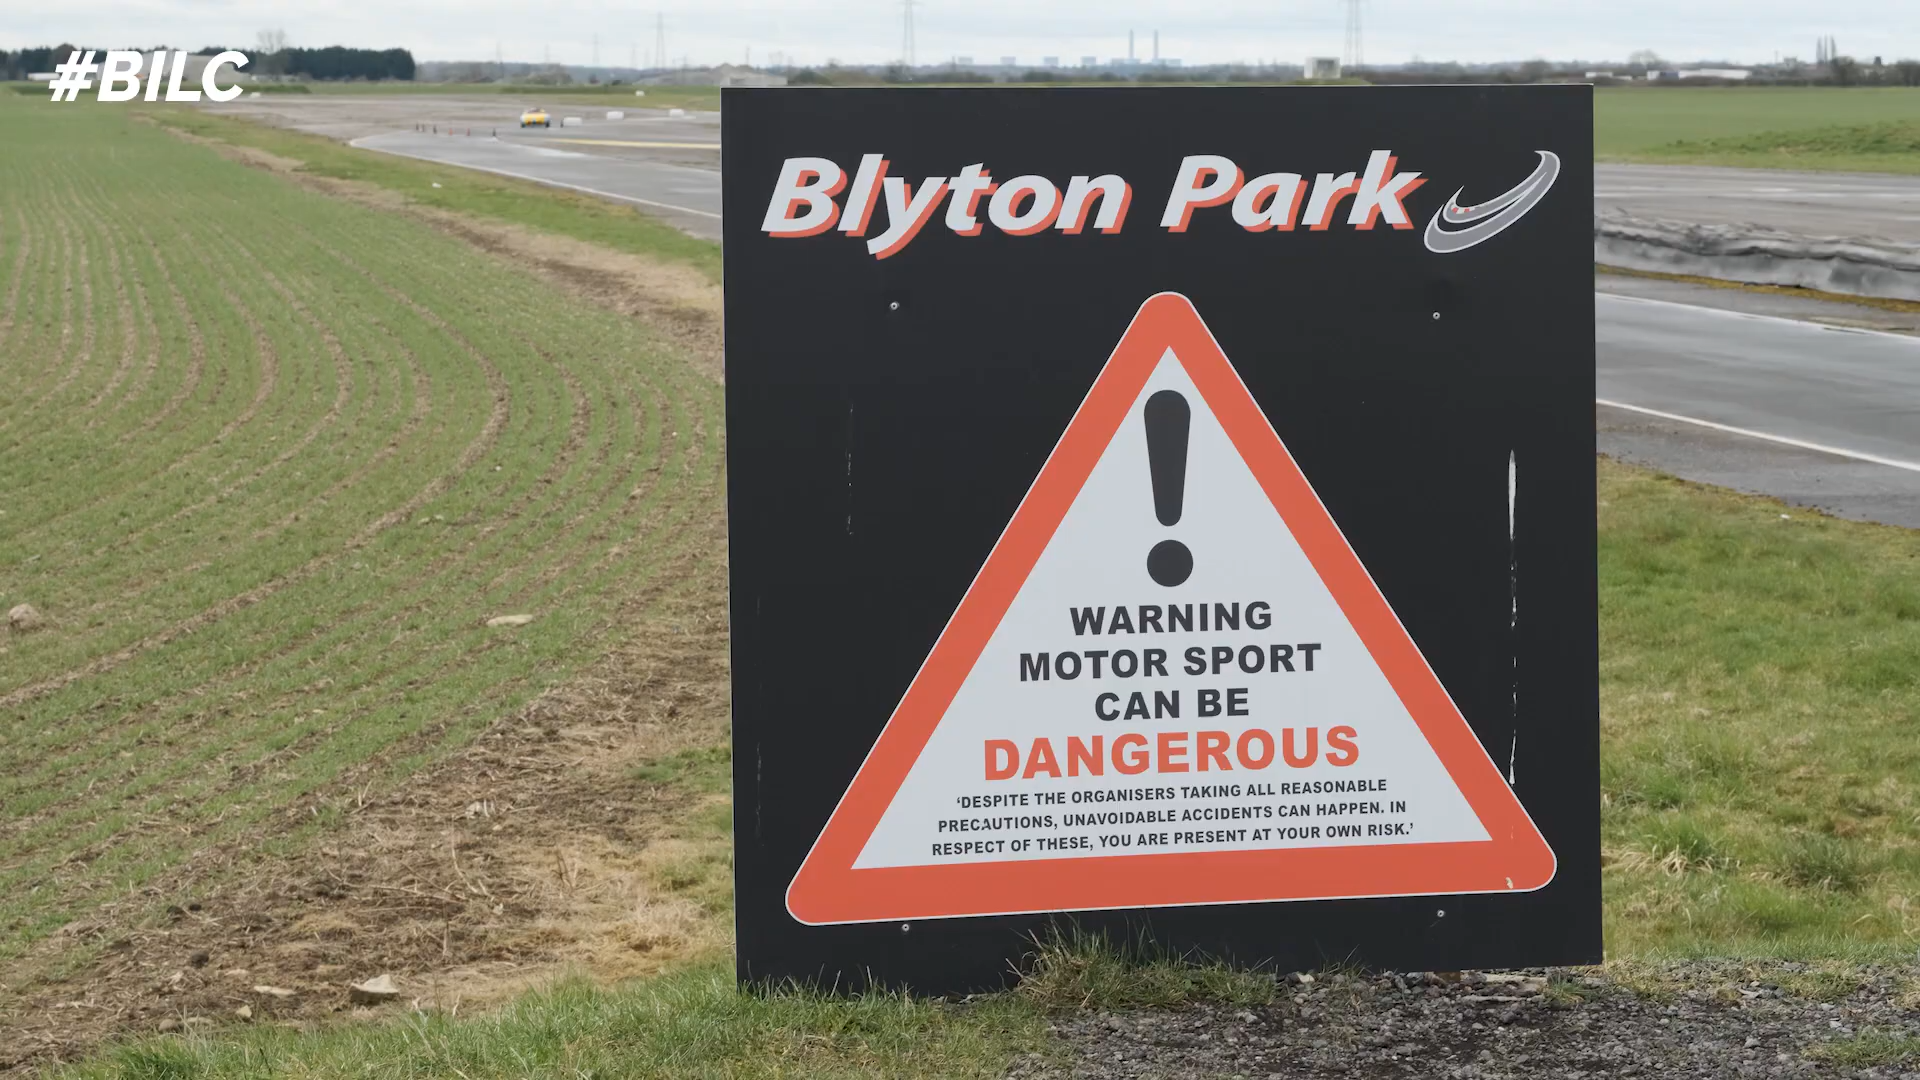 #BILC
Blyton Park
WARNING
MOTOR SPORT
CAN BE
DANGEROUS
‘DESPITE THE ORGANISERS TAKING ALL REASONABLE
PRECAUTIONS, UNAVOIDABLE ACCIDENTS CAN HAPPEN. IN
RESPECT OF THESE, YOU ARE PRESENT AT YOUR OWN RISK.’